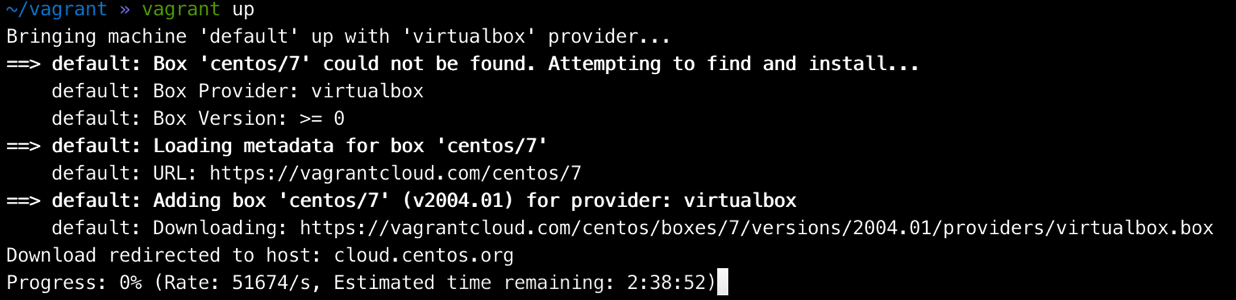 ~/vagrant » vagrant up
Bringing machine 'default' up with 'virtualbox' provider...
==> default: Box 'centos/7' could not be found. Attempting to find and install...
    default: Box Provider: virtualbox
    default: Box Version: >= 0
==> default: Loading metadata for box 'centos/7'
    default: URL: https://vagrantcloud.com/centos/7
==> default: Adding box 'centos/7' (v2004.01) for provider: virtualbox
    default: Downloading: https://vagrantcloud.com/centos/boxes/7/versions/2004.01/providers/virtualbox.box
Download redirected to host: cloud.centos.org
Progress: 0% (Rate: 51674/s, Estimated time remaining: 2:38:52)